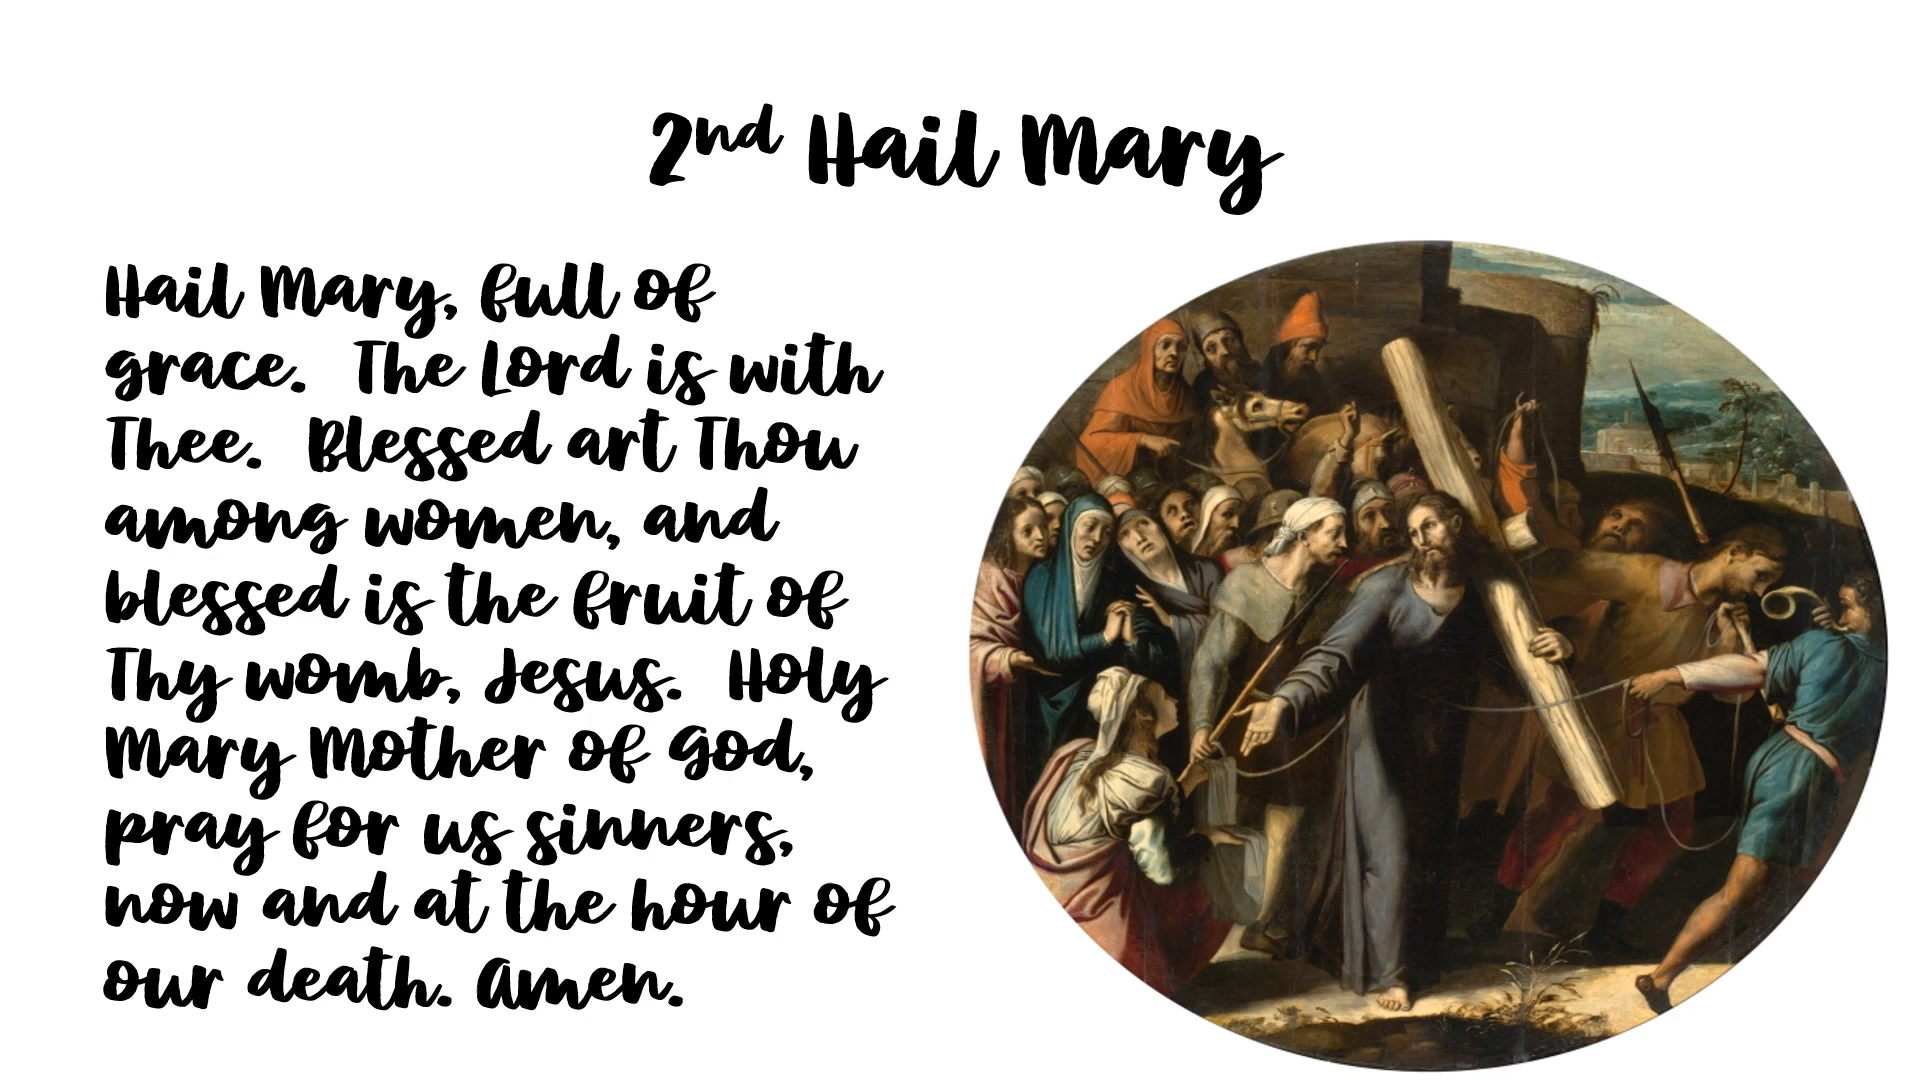 2nd Hail Mary
Hail Mary, full of
grace.  The Lord is with
Thee.  Blessed art Thou
among women, and
blessed is the fruit of
Thy womb, Jesus.  Holy
Mary Mother of God,
pray for us sinners,
now and at the hour of
our death. Amen.